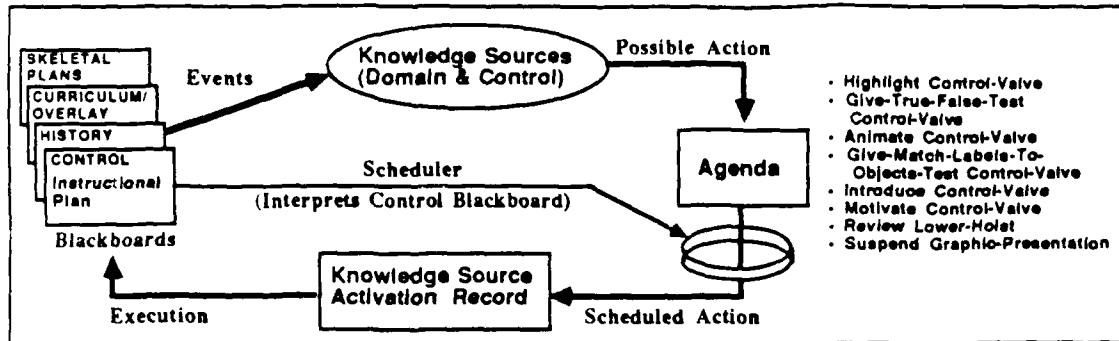 SKELETAL
PLANS
CURRICULUM/
OVERLAY
HISTORY
CONTROL
Instructional
Plan
Blackboards
Events
Knowledge Sources
(Domain & Control)
Possible Action
Agenda
Scheduler
(Interprets Control Blackboard)
Knowledge Source
Activation Record
Execution
Scheduled Action
• Highlight Control-Valve
• Give-True-False-Test
Control-Valve
• Animate Control-Valve
• Give-Match-Labels-To-
Objects-Test Control-Valve
• Introduce Control-Valve
• Motivate Control-Valve
• Review Lower-Hoist
• Suspend Graphic-Presentation